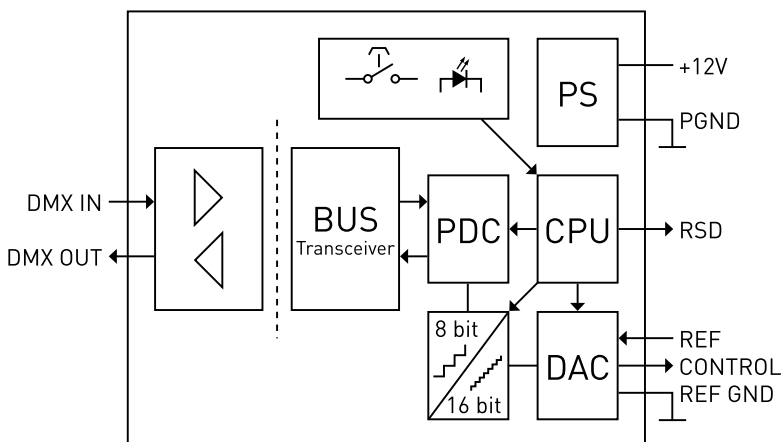 PS
+12V
PGND
DMX IN
DMX OUT
BUS
Transceiver
PDC
CPU
RSD
8 bit
16 bit
DAC
REF
CONTROL
REF GND